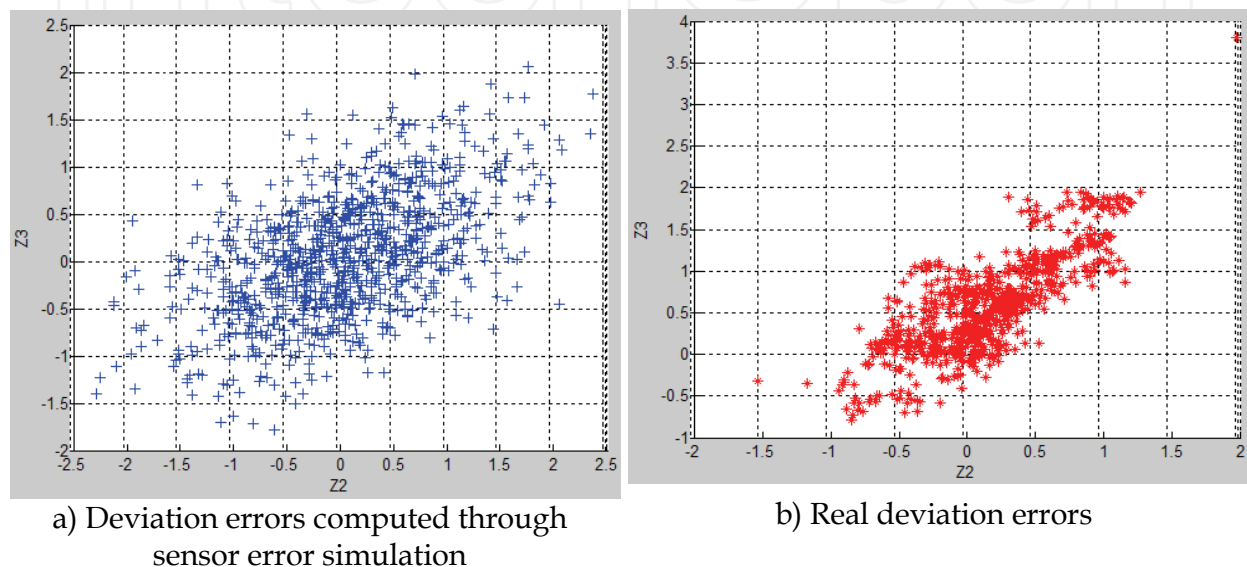 2.5
2
1.5
1
0.5
0
-0.5
-1
-1.5
-2
Z3
-2.5 -2 -1.5 -1 -0.5 0 0.5 1 1.5 2 2.5
Z2
a) Deviation errors computed through
sensor error simulation
4
3.5
3
2.5
2
1.5
1
0.5
0
-0.5
-1
Z3
-2 -1.5 -1 -0.5 0 0.5 1 1.5 2
Z2
b) Real deviation errors